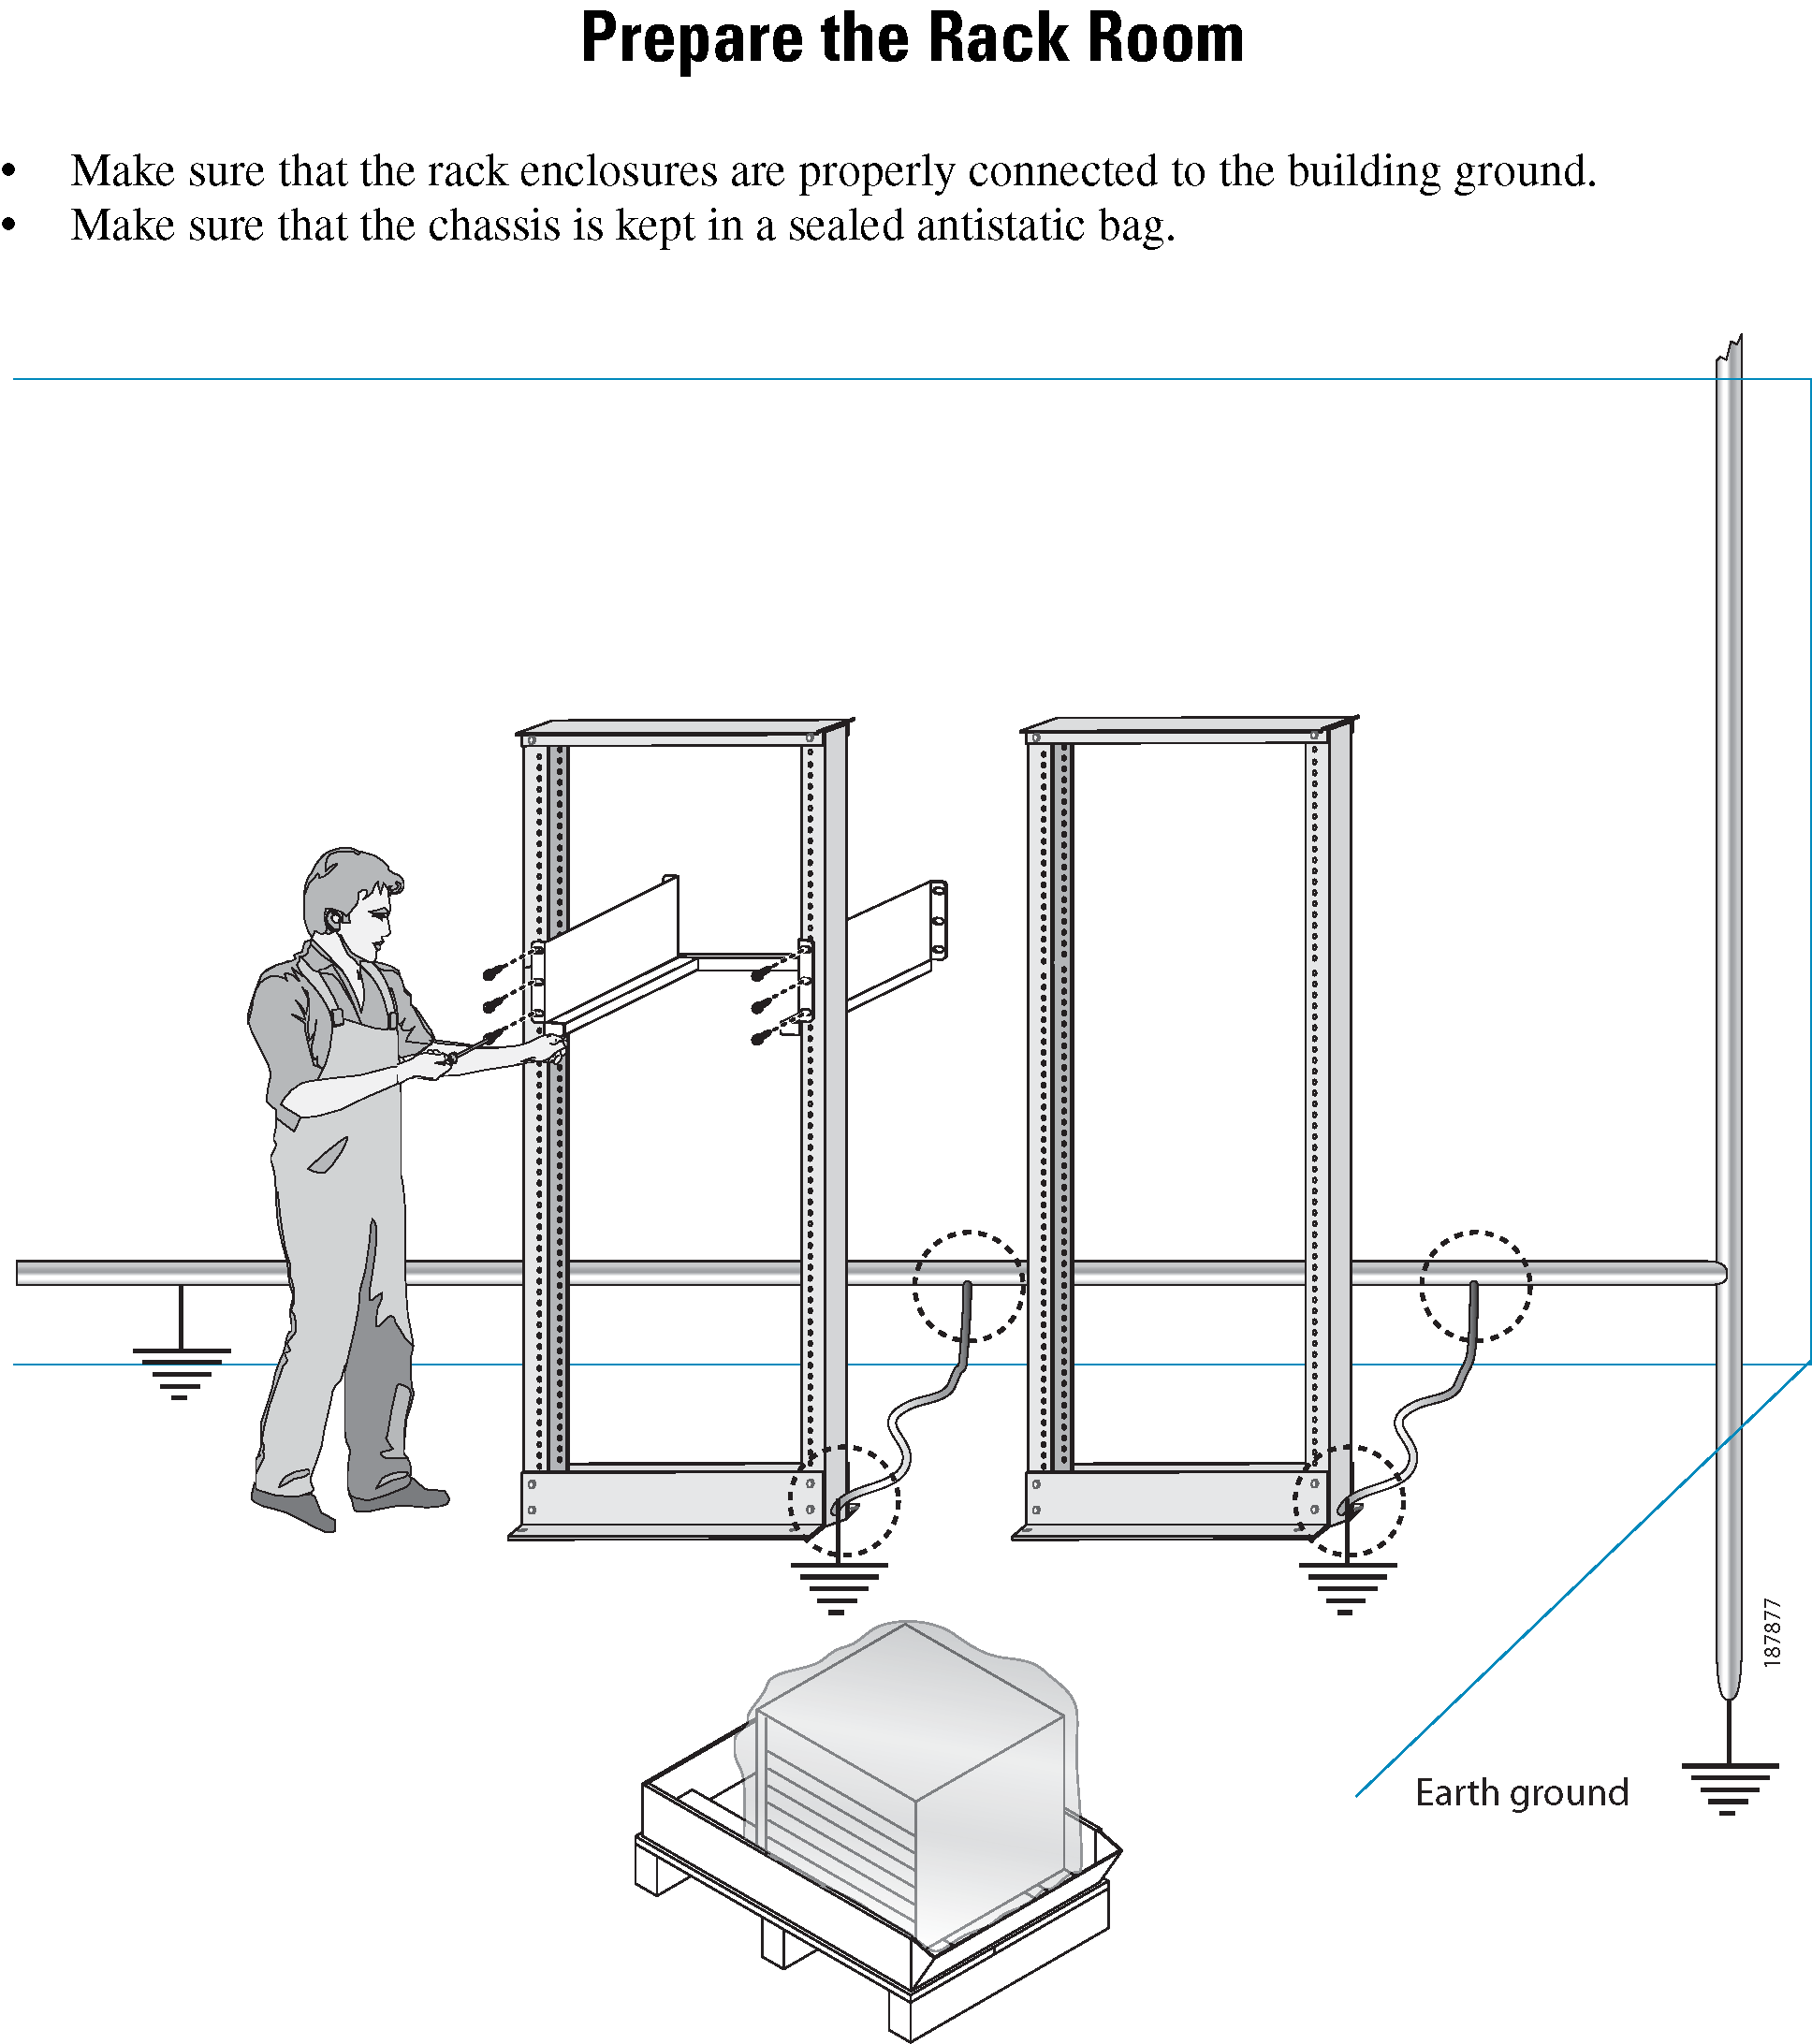 Prepare the Rack Room
• Make sure that the rack enclosures are properly connected to the building ground.
• Make sure that the chassis is kept in a sealed antistatic bag.
187877
Earth ground